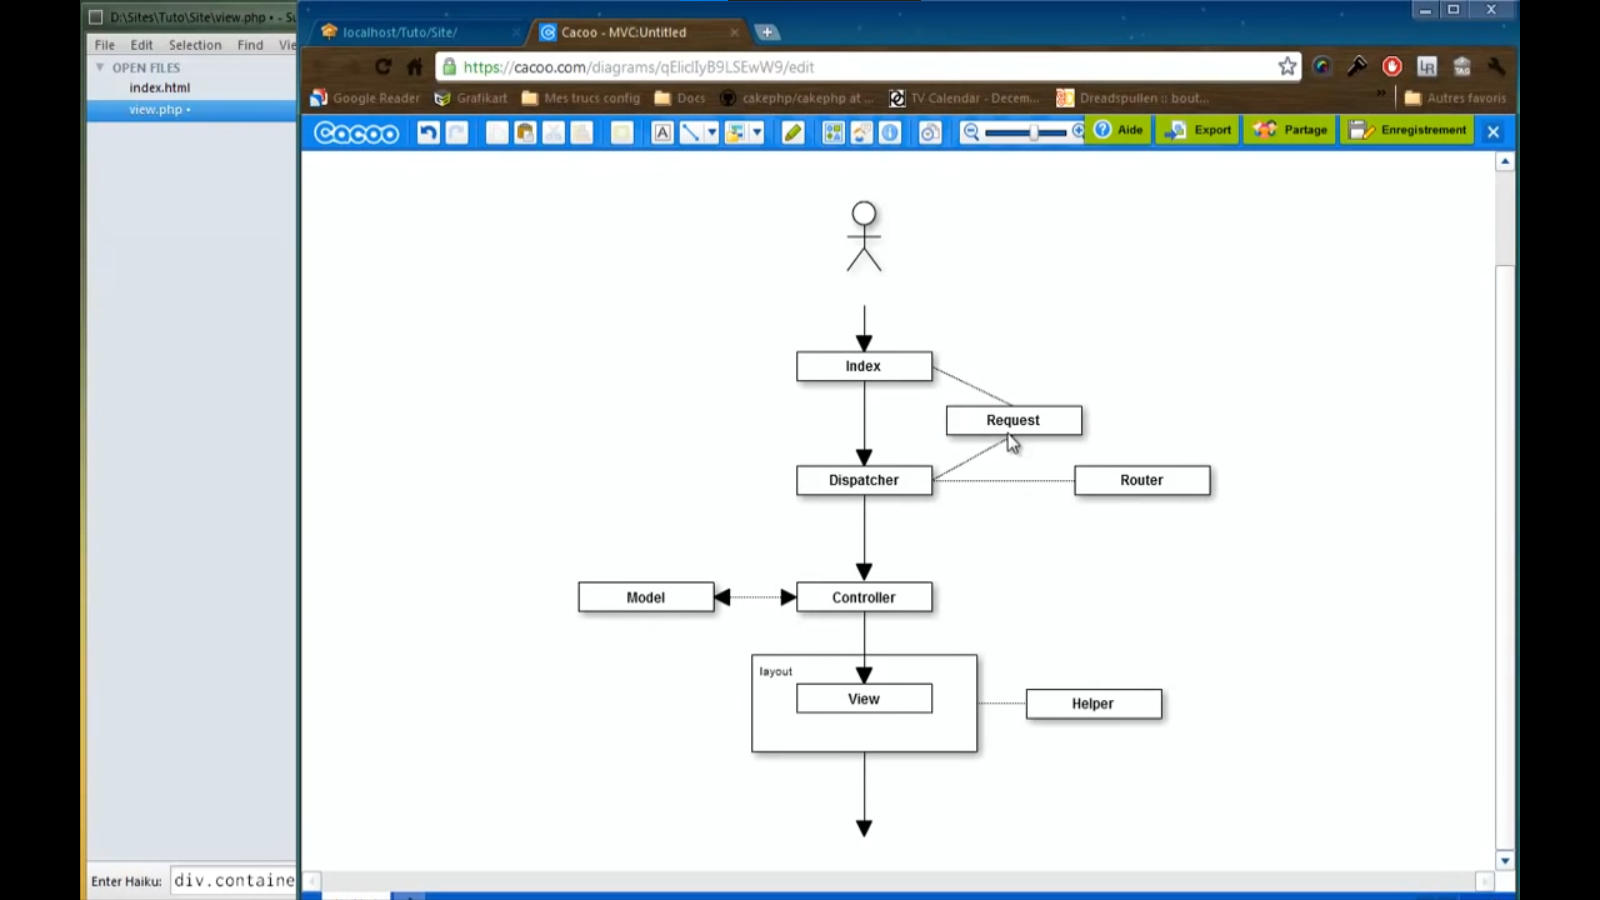 D:\Sites\Tuto\Site\view.php • - Su
File Edit Selection Find Vie
OPEN FILES
index.html
view.php •
Enter Haiku: div.containe
localhost/Tuto/Site/
Cacoo - MVC:Untitled
https://cacoo.com/diagrams/qEliclIyB9LSEwW9/edit
Google Reader Grafikart Mes trucs config Docs cakephp/cakephp at ... TV Calendar - Decem... Dreadspullen :: bout... » Autres favoris
cacoo Aide Export Partage Enregistrement
Index
Request
Dispatcher
Router
Model
Controller
layout
View
Helper